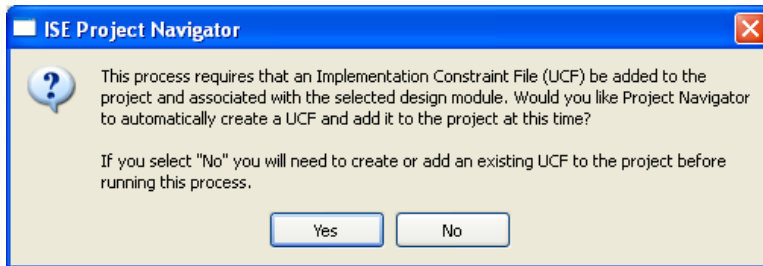 ISE Project Navigator
This process requires that an Implementation Constraint File (UCF) be added to the
project and associated with the selected design module. Would you like Project Navigator
to automatically create a UCF and add it to the project at this time?
If you select "No" you will need to create or add an existing UCF to the project before
running this process.
Yes
No